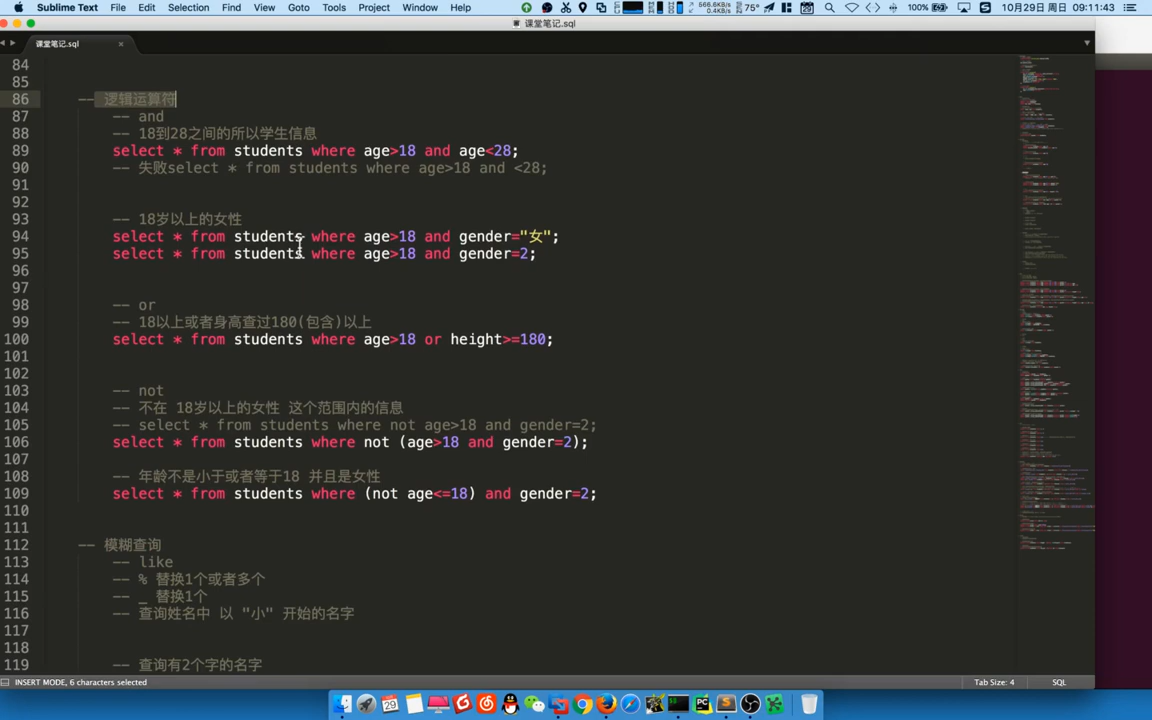 Sublime Text File Edit Selection Find View Goto Tools Project Window Help 75° 100% 10月29日 周日 09:11:43
课堂笔记.sql
课堂笔记.sql
84
85
86 -- 逻辑运算符
87 -- and
88 -- 18到28之间的所以学生信息
89 select * from students where age>18 and age<28;
90 -- 失败select * from students where age>18 and <28;
91
92
93 -- 18岁以上的女性
94 select * from students where age>18 and gender="女";
95 select * from students where age>18 and gender=2;
96
97
98 -- or
99 -- 18以上或者身高查过180(包含)以上
100 select * from students where age>18 or height>=180;
101
102
103 -- not
104 -- 不在 18岁以上的女性 这个范围内的信息
105 -- select * from students where not age>18 and gender=2;
106 select * from students where not (age>18 and gender=2);
107
108 -- 年龄不是小于或者等于18 并且是女性
109 select * from students where (not age<=18) and gender=2;
110
111
112 -- 模糊查询
113 -- like
114 -- % 替换1个或者多个
115 -- _ 替换1个
116 -- 查询姓名中 以 "小" 开始的名字
117
118
119 -- 查询有2个字的名字
INSERT MODE, 6 characters selected Tab Size: 4 SQL